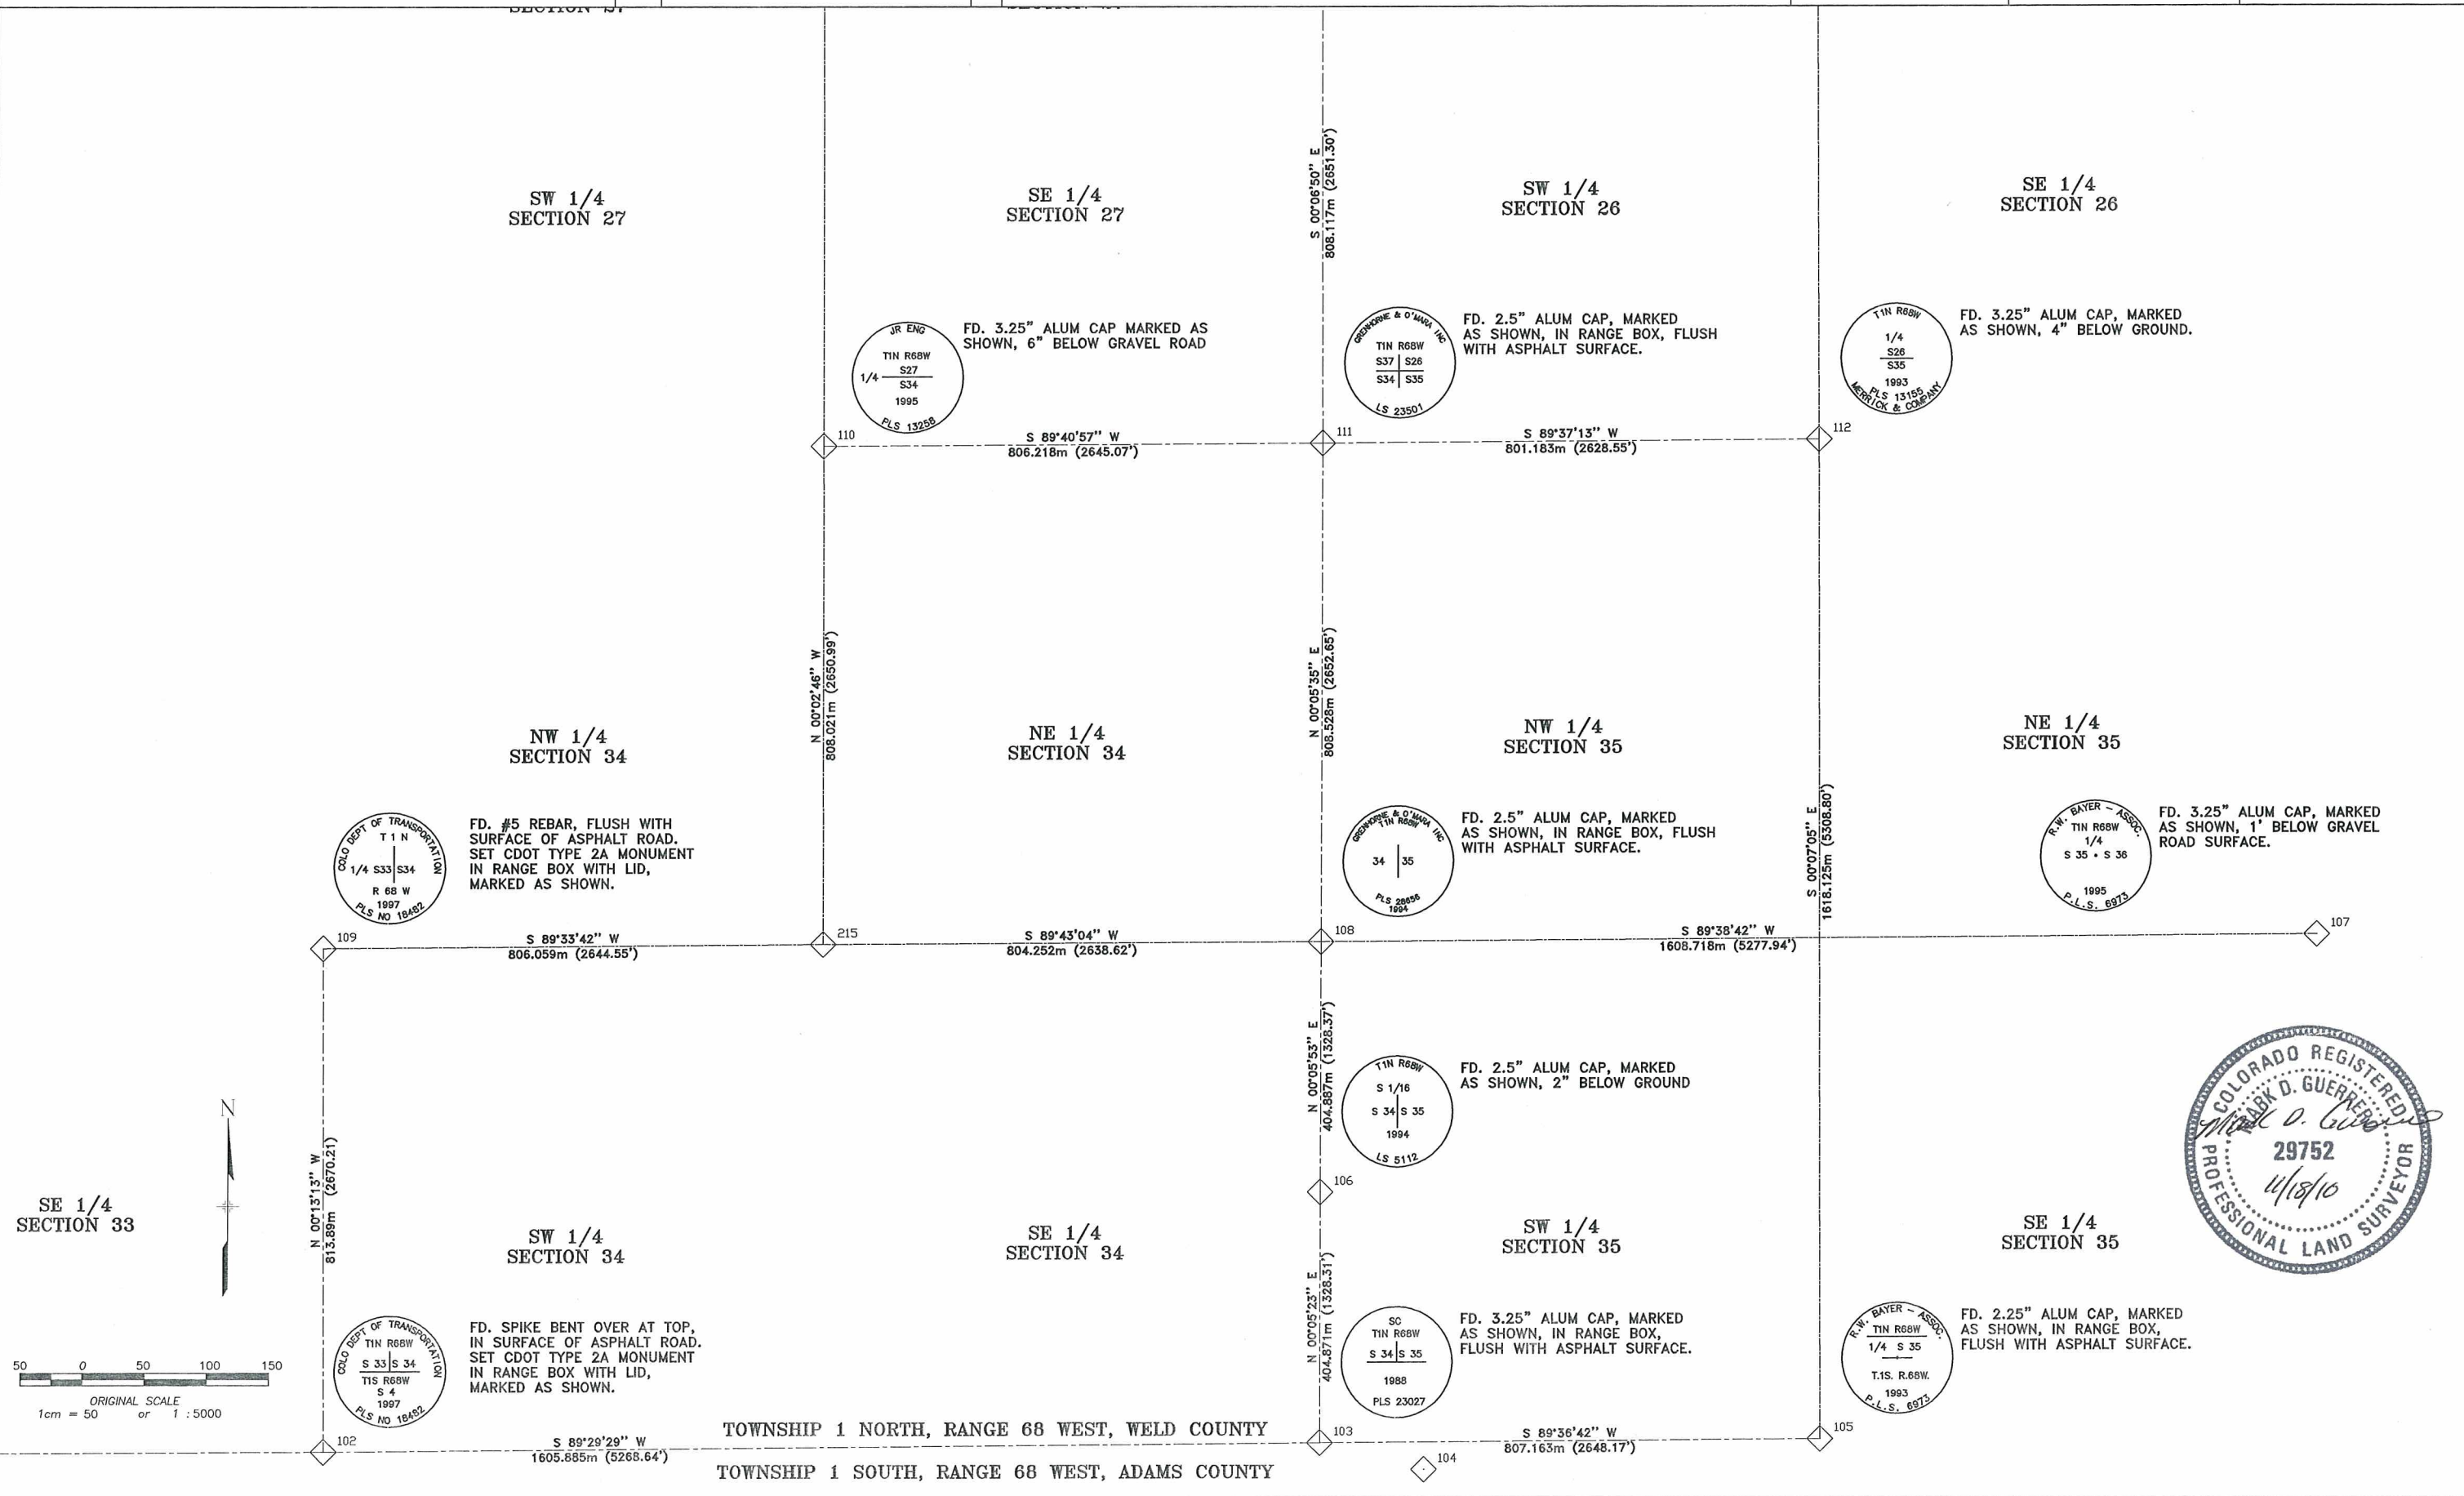 SW 1/4
SECTION 27
SE 1/4
SECTION 27
S 00°06'50" E
808.117m (2651.30')
SW 1/4
SECTION 26
SE 1/4
SECTION 26
JR ENG
T1N R68W
S27
1/4
S34
1995
PLS 13258
FD. 3.25" ALUM CAP MARKED AS
SHOWN, 6" BELOW GRAVEL ROAD
GREENHORNE & O'MARA INC
T1N R68W
S37 S26
S34 S35
LS 23501
FD. 2.5" ALUM CAP, MARKED
AS SHOWN, IN RANGE BOX, FLUSH
WITH ASPHALT SURFACE.
T1N R68W
1/4
S26
S35
1993
PLS 13155
MERRICK & COMPANY
FD. 3.25" ALUM CAP, MARKED
AS SHOWN, 4" BELOW GROUND.
110
S 89°40'57" W
806.218m (2645.07')
111
S 89°37'13" W
801.183m (2628.55')
112
N 00°02'46" W
808.021m (2650.99')
N 00°05'35" E
808.528m (2652.65')
NW 1/4
SECTION 34
NE 1/4
SECTION 34
NW 1/4
SECTION 35
NE 1/4
SECTION 35
S 00°07'05" E
1618.125m (5308.80')
COLO DEPT OF TRANSPORTATION
T 1 N
1/4 S33 S34
R 68 W
1997
PLS NO 18482
FD. #5 REBAR, FLUSH WITH
SURFACE OF ASPHALT ROAD.
SET CDOT TYPE 2A MONUMENT
IN RANGE BOX WITH LID,
MARKED AS SHOWN.
GREENHORNE & O'MARA INC
T1N R68W
34 35
PLS 28656
1994
FD. 2.5" ALUM CAP, MARKED
AS SHOWN, IN RANGE BOX, FLUSH
WITH ASPHALT SURFACE.
R.W. BAYER - ASSOC.
T1N R68W
1/4
S 35 • S 36
1995
P.L.S. 6973
FD. 3.25" ALUM CAP, MARKED
AS SHOWN, 1' BELOW GRAVEL
ROAD SURFACE.
109
S 89°33'42" W
806.059m (2644.55')
215
S 89°43'04" W
804.252m (2638.62')
108
S 89°38'42" W
1608.718m (5277.94')
107
N 00°05'53" E
404.887m (1328.37')
T1N R68W
S 1/16
S 34 S 35
1994
LS 5112
FD. 2.5" ALUM CAP, MARKED
AS SHOWN, 2" BELOW GROUND
COLORADO REGISTERED
MARK D. GUERRERO
29752
11/18/10
PROFESSIONAL LAND SURVEYOR
106
N
N 00°13'13" W
813.89m (2670.21)
SE 1/4
SECTION 33
SW 1/4
SECTION 34
SE 1/4
SECTION 34
SW 1/4
SECTION 35
SE 1/4
SECTION 35
N 00°05'23" E
404.871m (1328.31')
COLO DEPT OF TRANSPORTATION
T1N R68W
S 33 S 34
T1S R68W
S 4
1997
PLS NO 18482
FD. SPIKE BENT OVER AT TOP,
IN SURFACE OF ASPHALT ROAD.
SET CDOT TYPE 2A MONUMENT
IN RANGE BOX WITH LID,
MARKED AS SHOWN.
SC
T1N R68W
S 34 S 35
1988
PLS 23027
FD. 3.25" ALUM CAP, MARKED
AS SHOWN, IN RANGE BOX,
FLUSH WITH ASPHALT SURFACE.
R.W. BAYER - ASSOC.
T1N R68W
1/4 S 35
T.1S. R.68W.
1993
P.L.S. 6973
FD. 2.25" ALUM CAP, MARKED
AS SHOWN, IN RANGE BOX,
FLUSH WITH ASPHALT SURFACE.
50 0 50 100 150
ORIGINAL SCALE
1cm = 50 or 1 : 5000
102
S 89°29'29" W
1605.885m (5268.64')
TOWNSHIP 1 NORTH, RANGE 68 WEST, WELD COUNTY
TOWNSHIP 1 SOUTH, RANGE 68 WEST, ADAMS COUNTY
103
104
S 89°36'42" W
807.163m (2648.17')
105